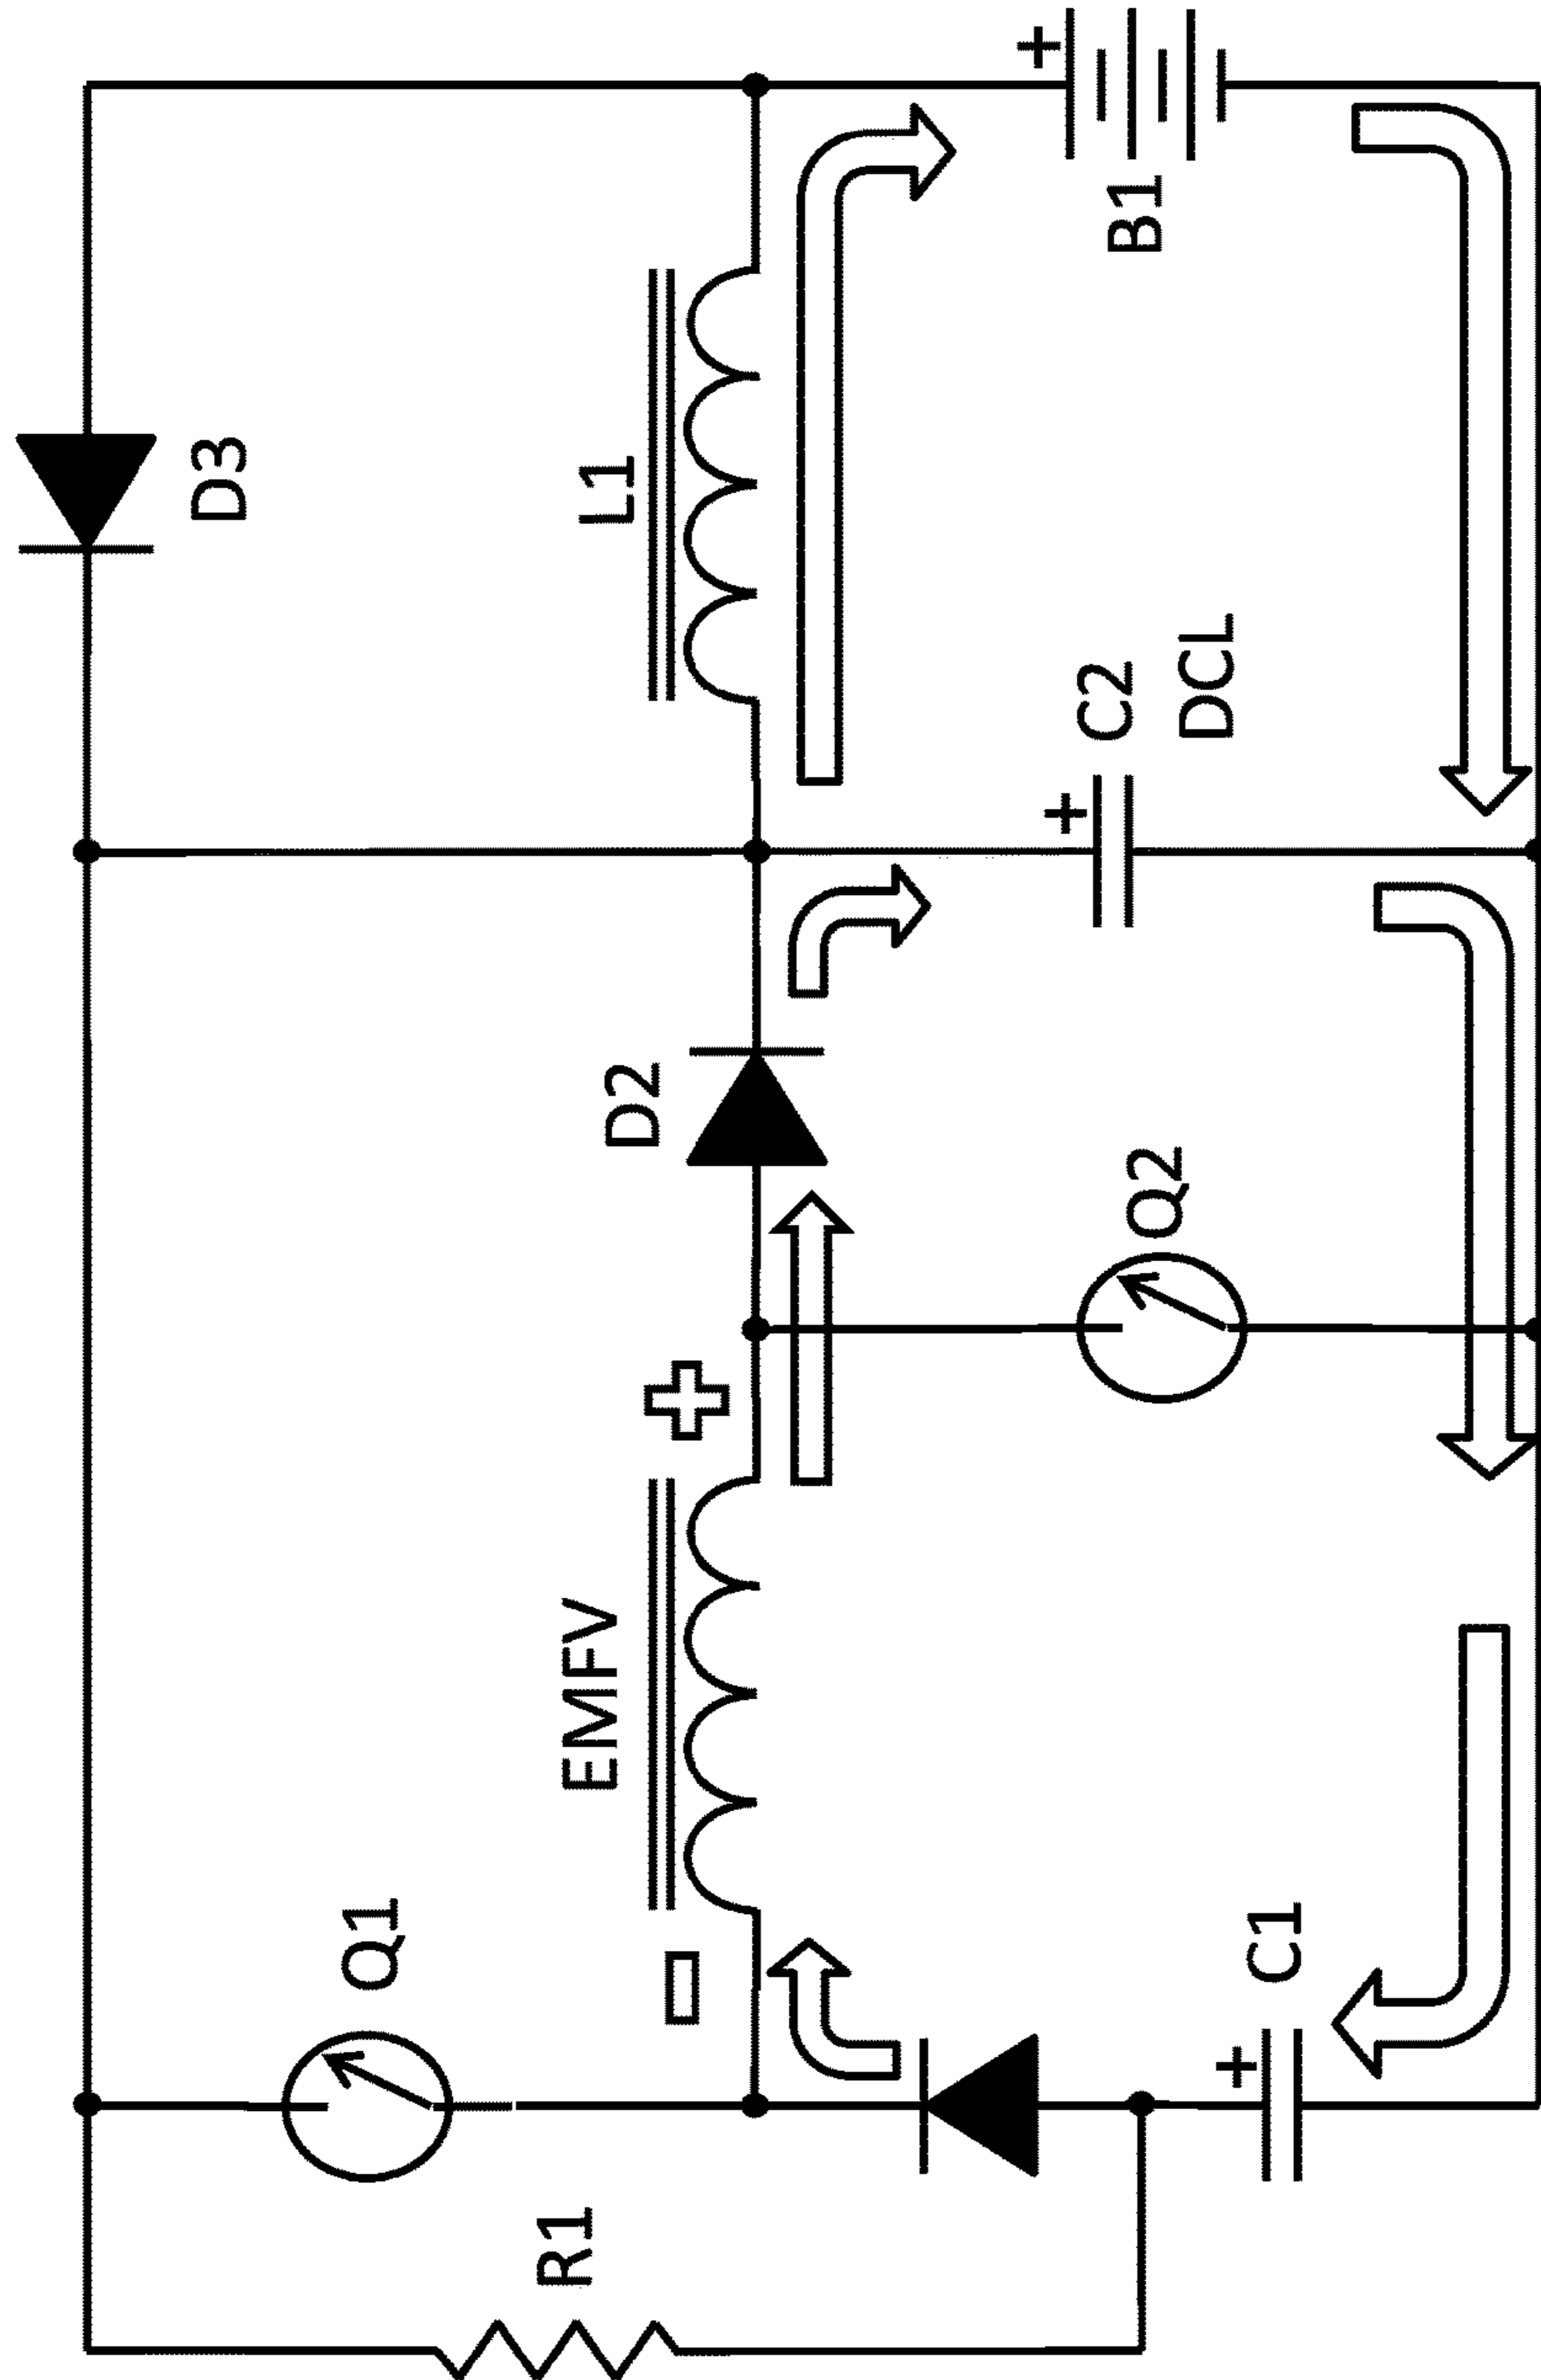 D3
Q1
R1
EMFV
L1
D2
+
B1
+
C2
DCL
Q2
+
C1